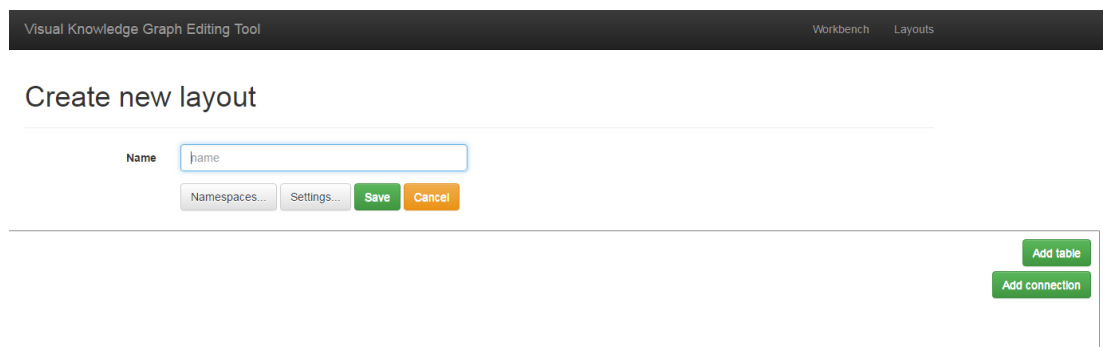 Visual Knowledge Graph Editing Tool Workbench Layouts
Create new layout
Name name
Namespaces... Settings... Save Cancel
Add table
Add connection